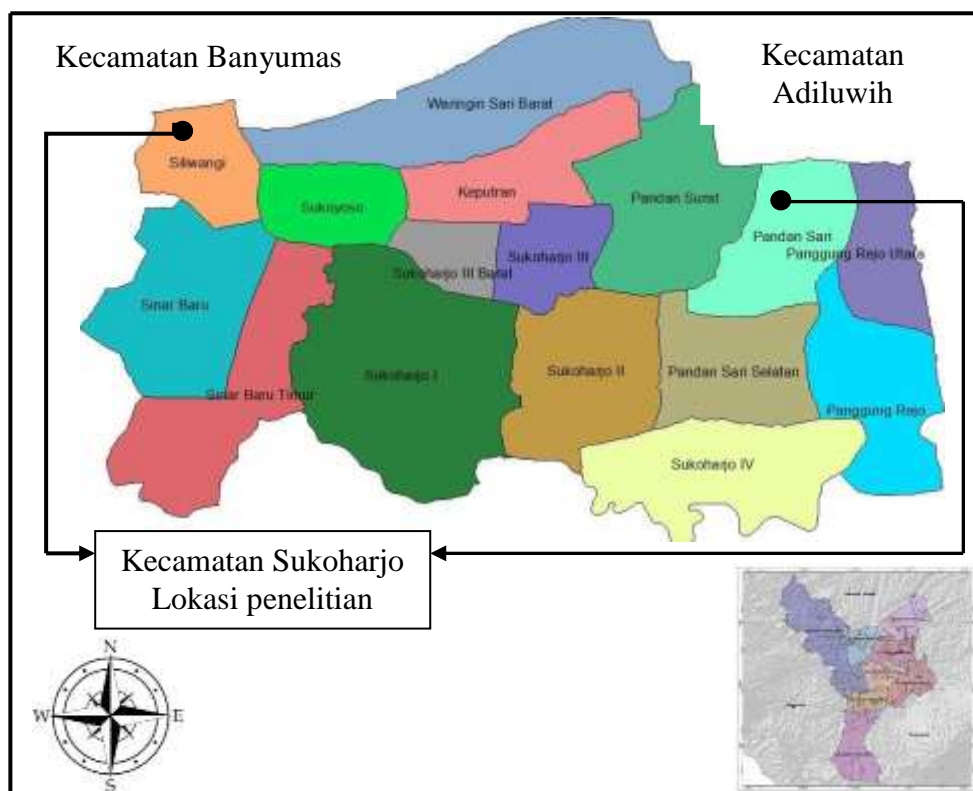 Kecamatan Banyumas
Kecamatan
Adiluwih
Waringin Sari Barat
Siliwangi
Keputran
Sukoyoso
Pandan Surat
Pandan Sari
Panggung Rejo Utara
Sukoharjo III
Sukoharjo III Barat
Sinar Baru
Sukoharjo I
Sukoharjo II
Pandan Sari Selatan
Sinar Baru Timur
Panggung Rejo
Sukoharjo IV
Kecamatan Sukoharjo
Lokasi penelitian
N
W
E
S